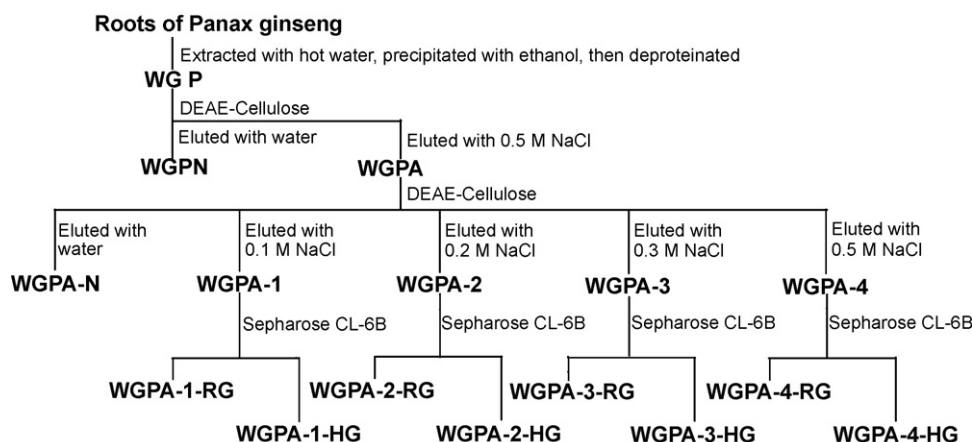 Roots of Panax ginseng
Extracted with hot water, precipitated with ethanol, then deproteinated
WG P
DEAE-Cellulose
Eluted with water
Eluted with 0.5 M NaCl
WGPN
WGPA
DEAE-Cellulose
Eluted with
water
Eluted with
0.1 M NaCl
Eluted with
0.2 M NaCl
Eluted with
0.3 M NaCl
Eluted with
0.5 M NaCl
WGPA-N
WGPA-1
WGPA-2
WGPA-3
WGPA-4
Sepharose CL-6B
Sepharose CL-6B
Sepharose CL-6B
Sepharose CL-6B
WGPA-1-RG
WGPA-2-RG
WGPA-3-RG
WGPA-4-RG
WGPA-1-HG
WGPA-2-HG
WGPA-3-HG
WGPA-4-HG